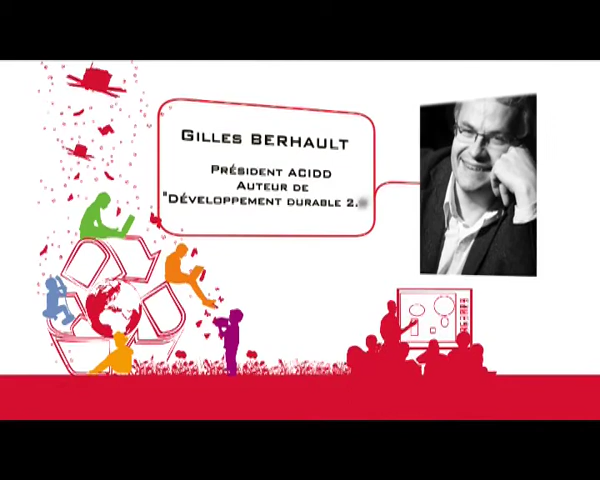 Gilles BERHAULT
Président ACIDD
Auteur de
"Développement durable 2.